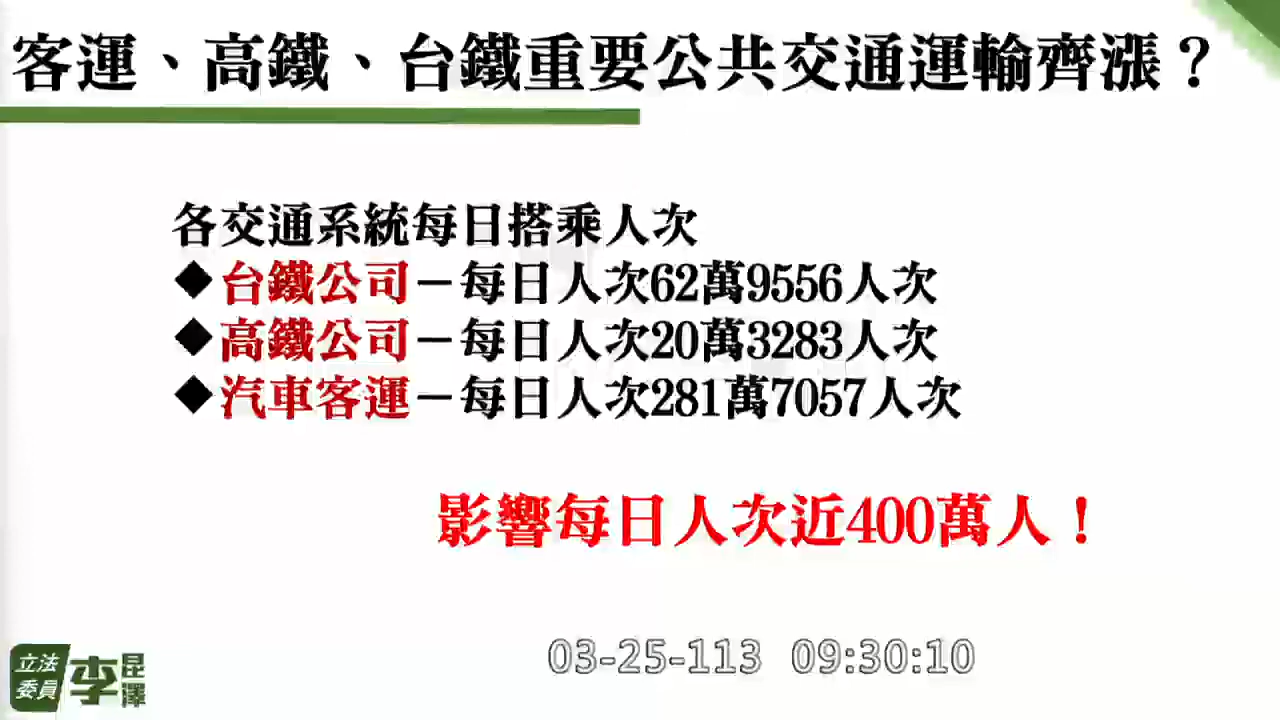 客運、高鐵、台鐵重要公共交通運輸齊漲？
各交通系統每日搭乘人次
◆台鐵公司－每日人次62萬9556人次
◆高鐵公司－每日人次20萬3283人次
◆汽車客運－每日人次281萬7057人次
影響每日人次近400萬人！
立法委員 李昆澤
03-25-113 09:30:10